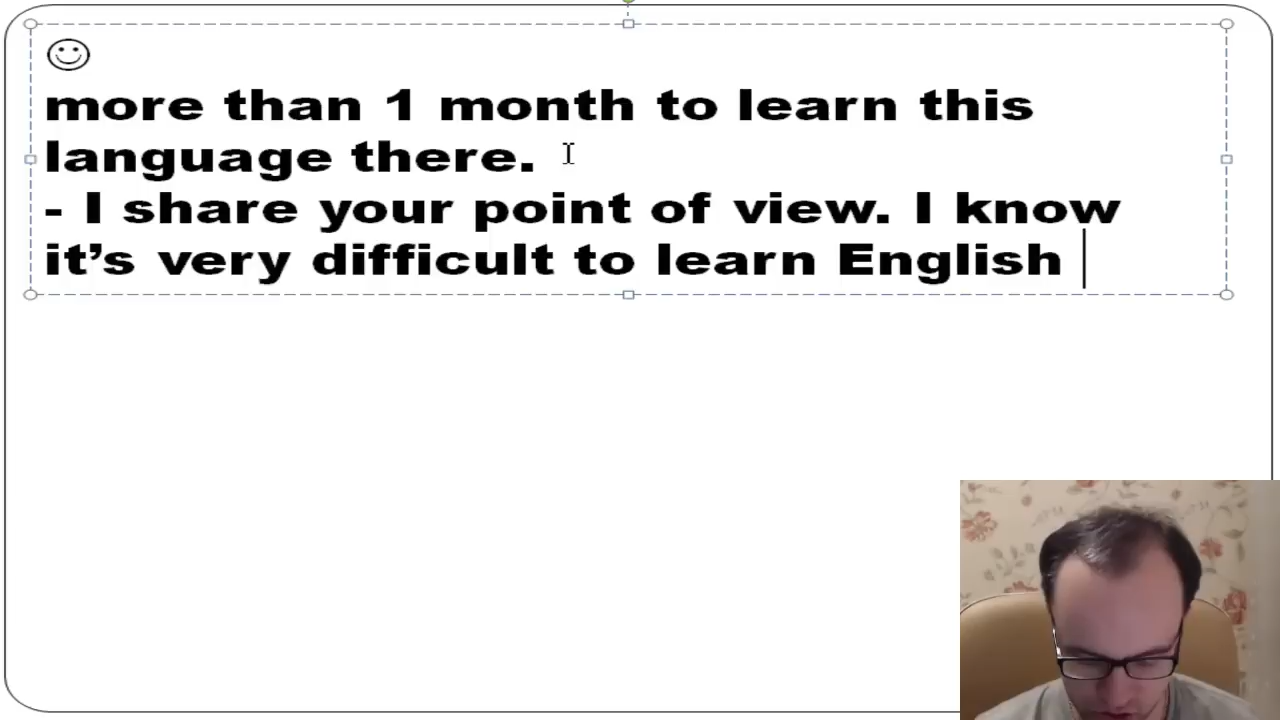 more than 1 month to learn this
language there.
- I share your point of view. I know
it’s very difficult to learn English